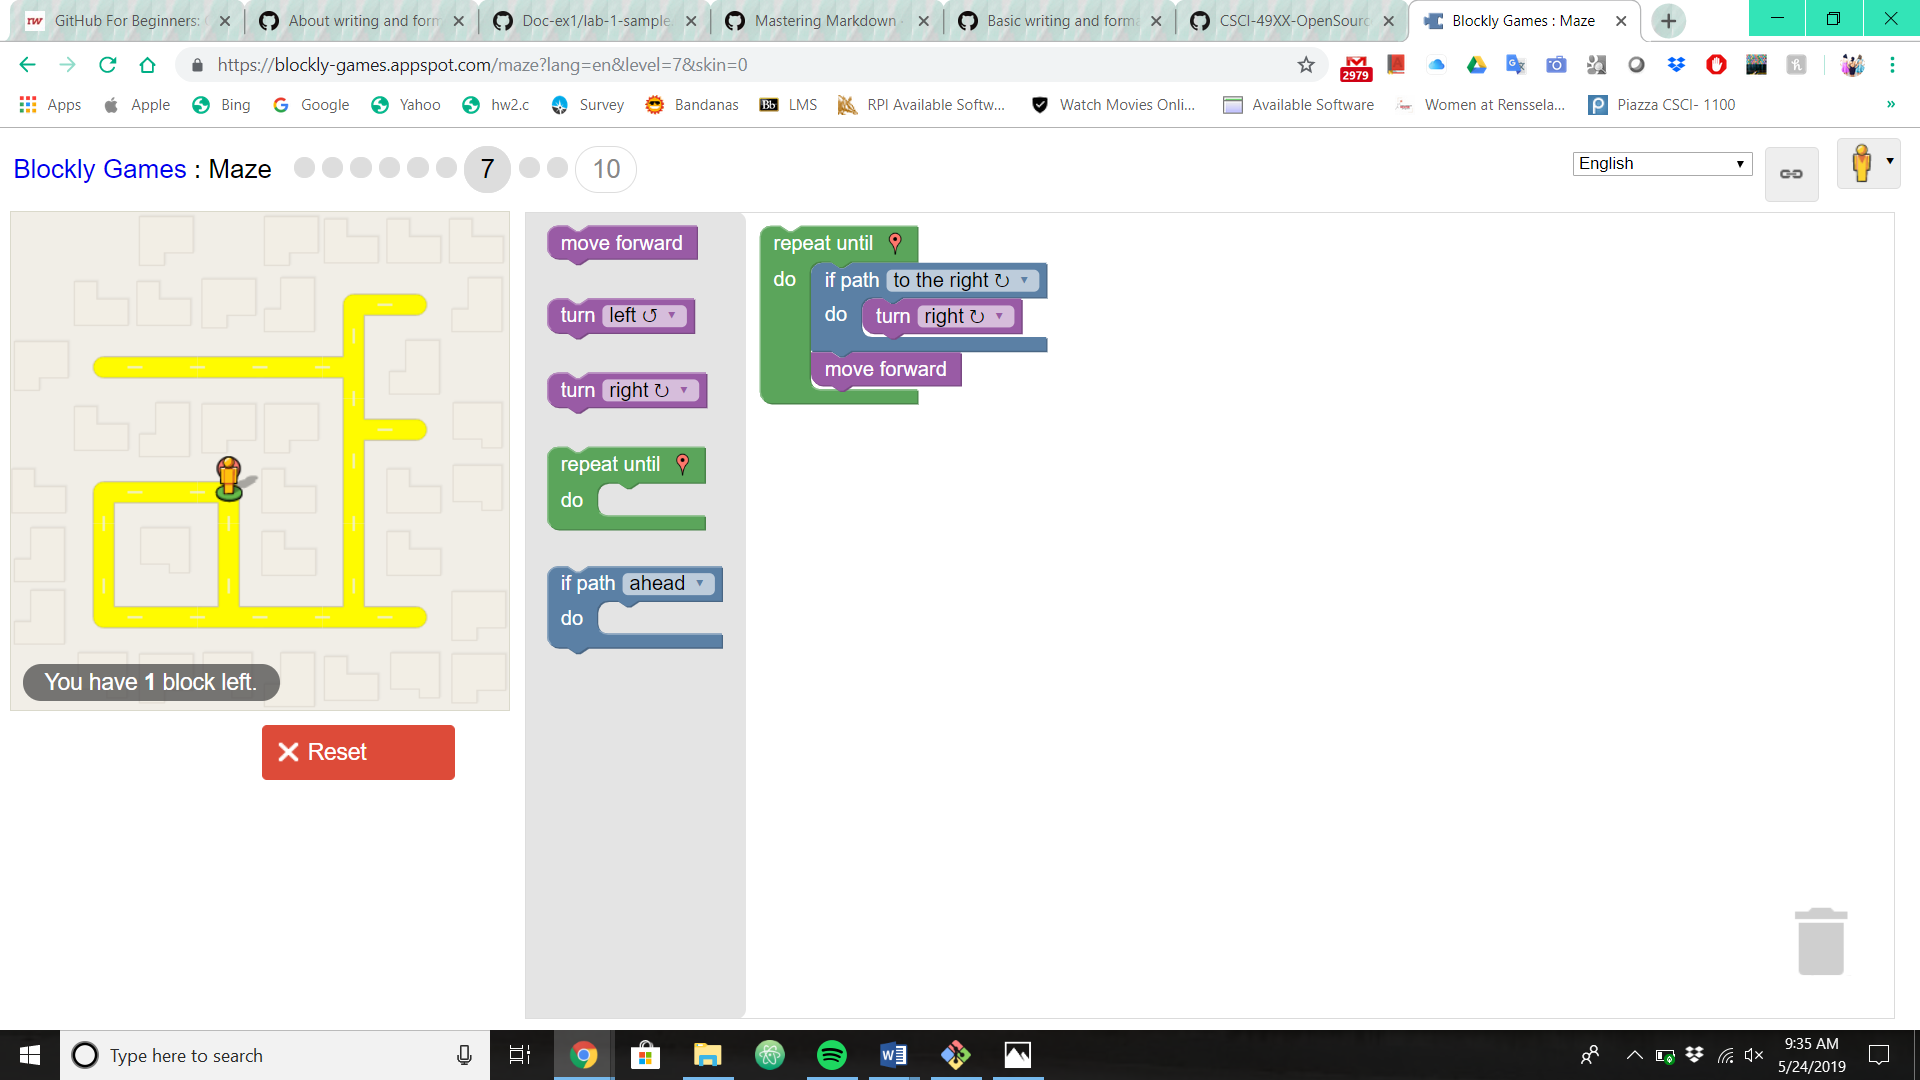 GitHub For Beginners:
About writing and form
Doc-ex1/lab-1-sample
Mastering Markdown
Basic writing and forma
CSCI-49XX-OpenSourc
Blockly Games : Maze
https://blockly-games.appspot.com/maze?lang=en&level=7&skin=0
2979
Apps
Apple
Bing
Google
Yahoo
hw2.c
Survey
Bandanas
Bb
LMS
RPI Available Softw...
Watch Movies Onli...
Available Software
Women at Renssela...
Piazza CSCI- 1100
»
Blockly Games : Maze
7
10
English
move forward
turn left ↺
turn right ↻
repeat until
do
if path ahead
do
repeat until
do
if path to the right ↻
do
turn right ↻
move forward
You have 1 block left.
Reset
Type here to search
9:35 AM
5/24/2019